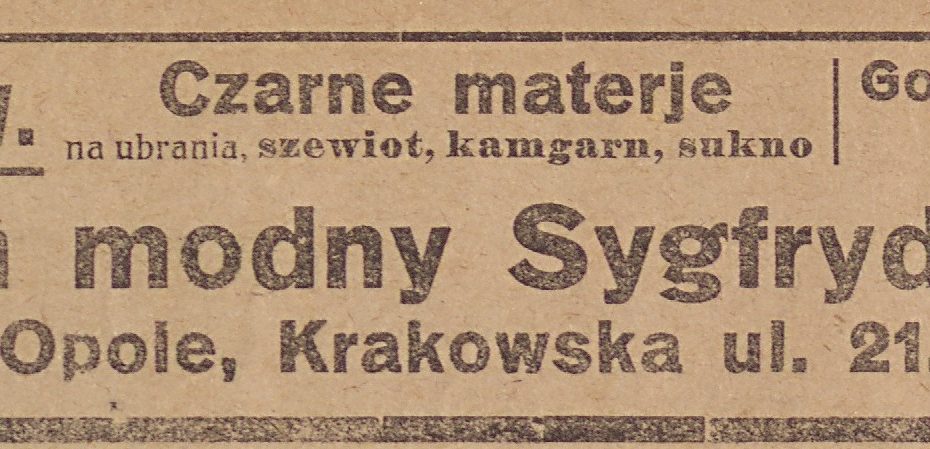 Czarne materje
na ubrania, szewiot, kamgarn, sukno
modny Sygfryd
Opole, Krakowska ul. 21.